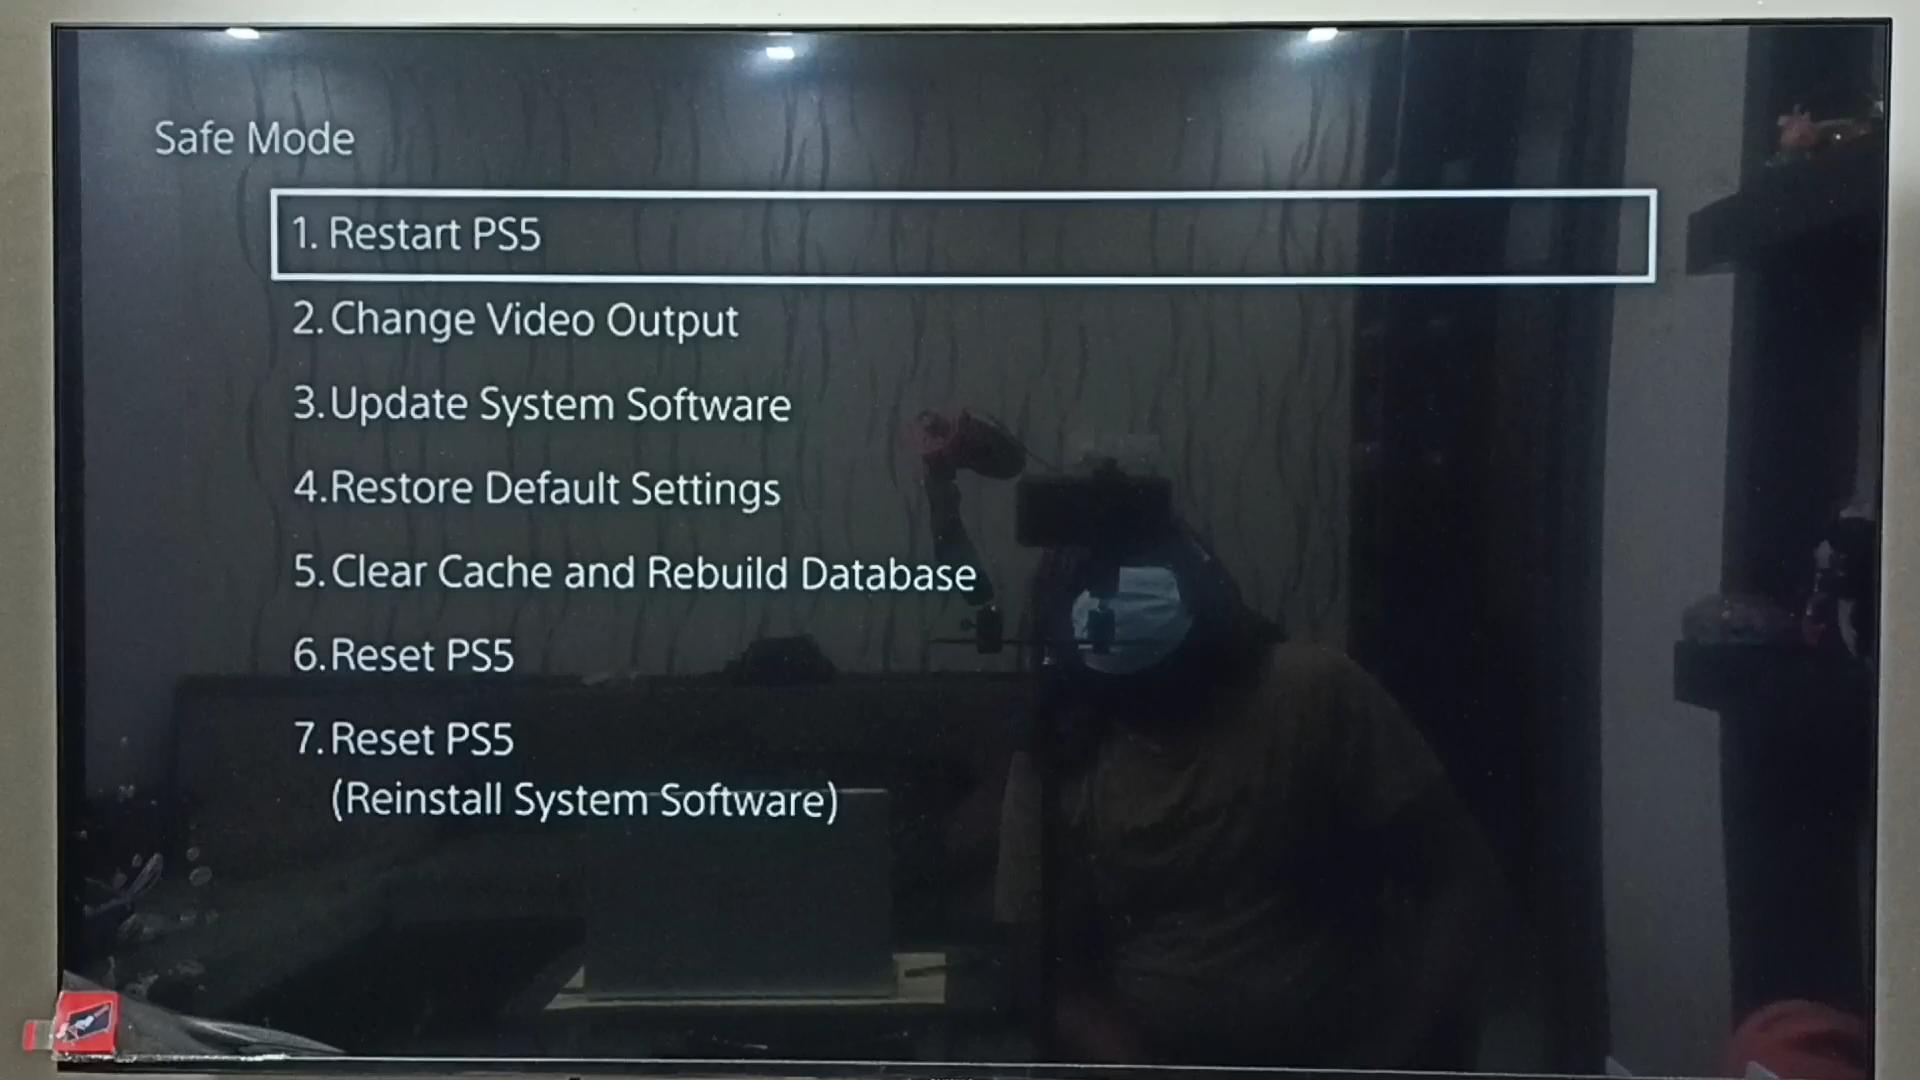 Safe Mode
1. Restart PS5
2. Change Video Output
3. Update System Software
4. Restore Default Settings
5. Clear Cache and Rebuild Database
6. Reset PS5
7. Reset PS5
(Reinstall System Software)